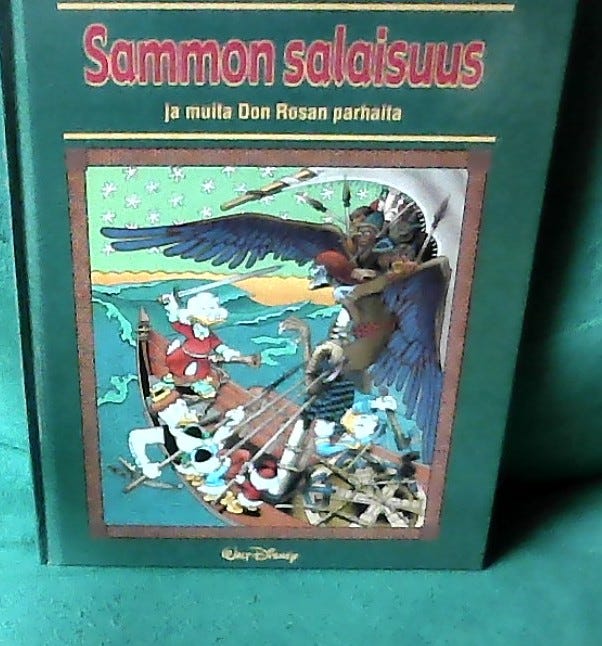 Sammon salaisuus
ja muita Don Rosan parhaita
Walt Disney